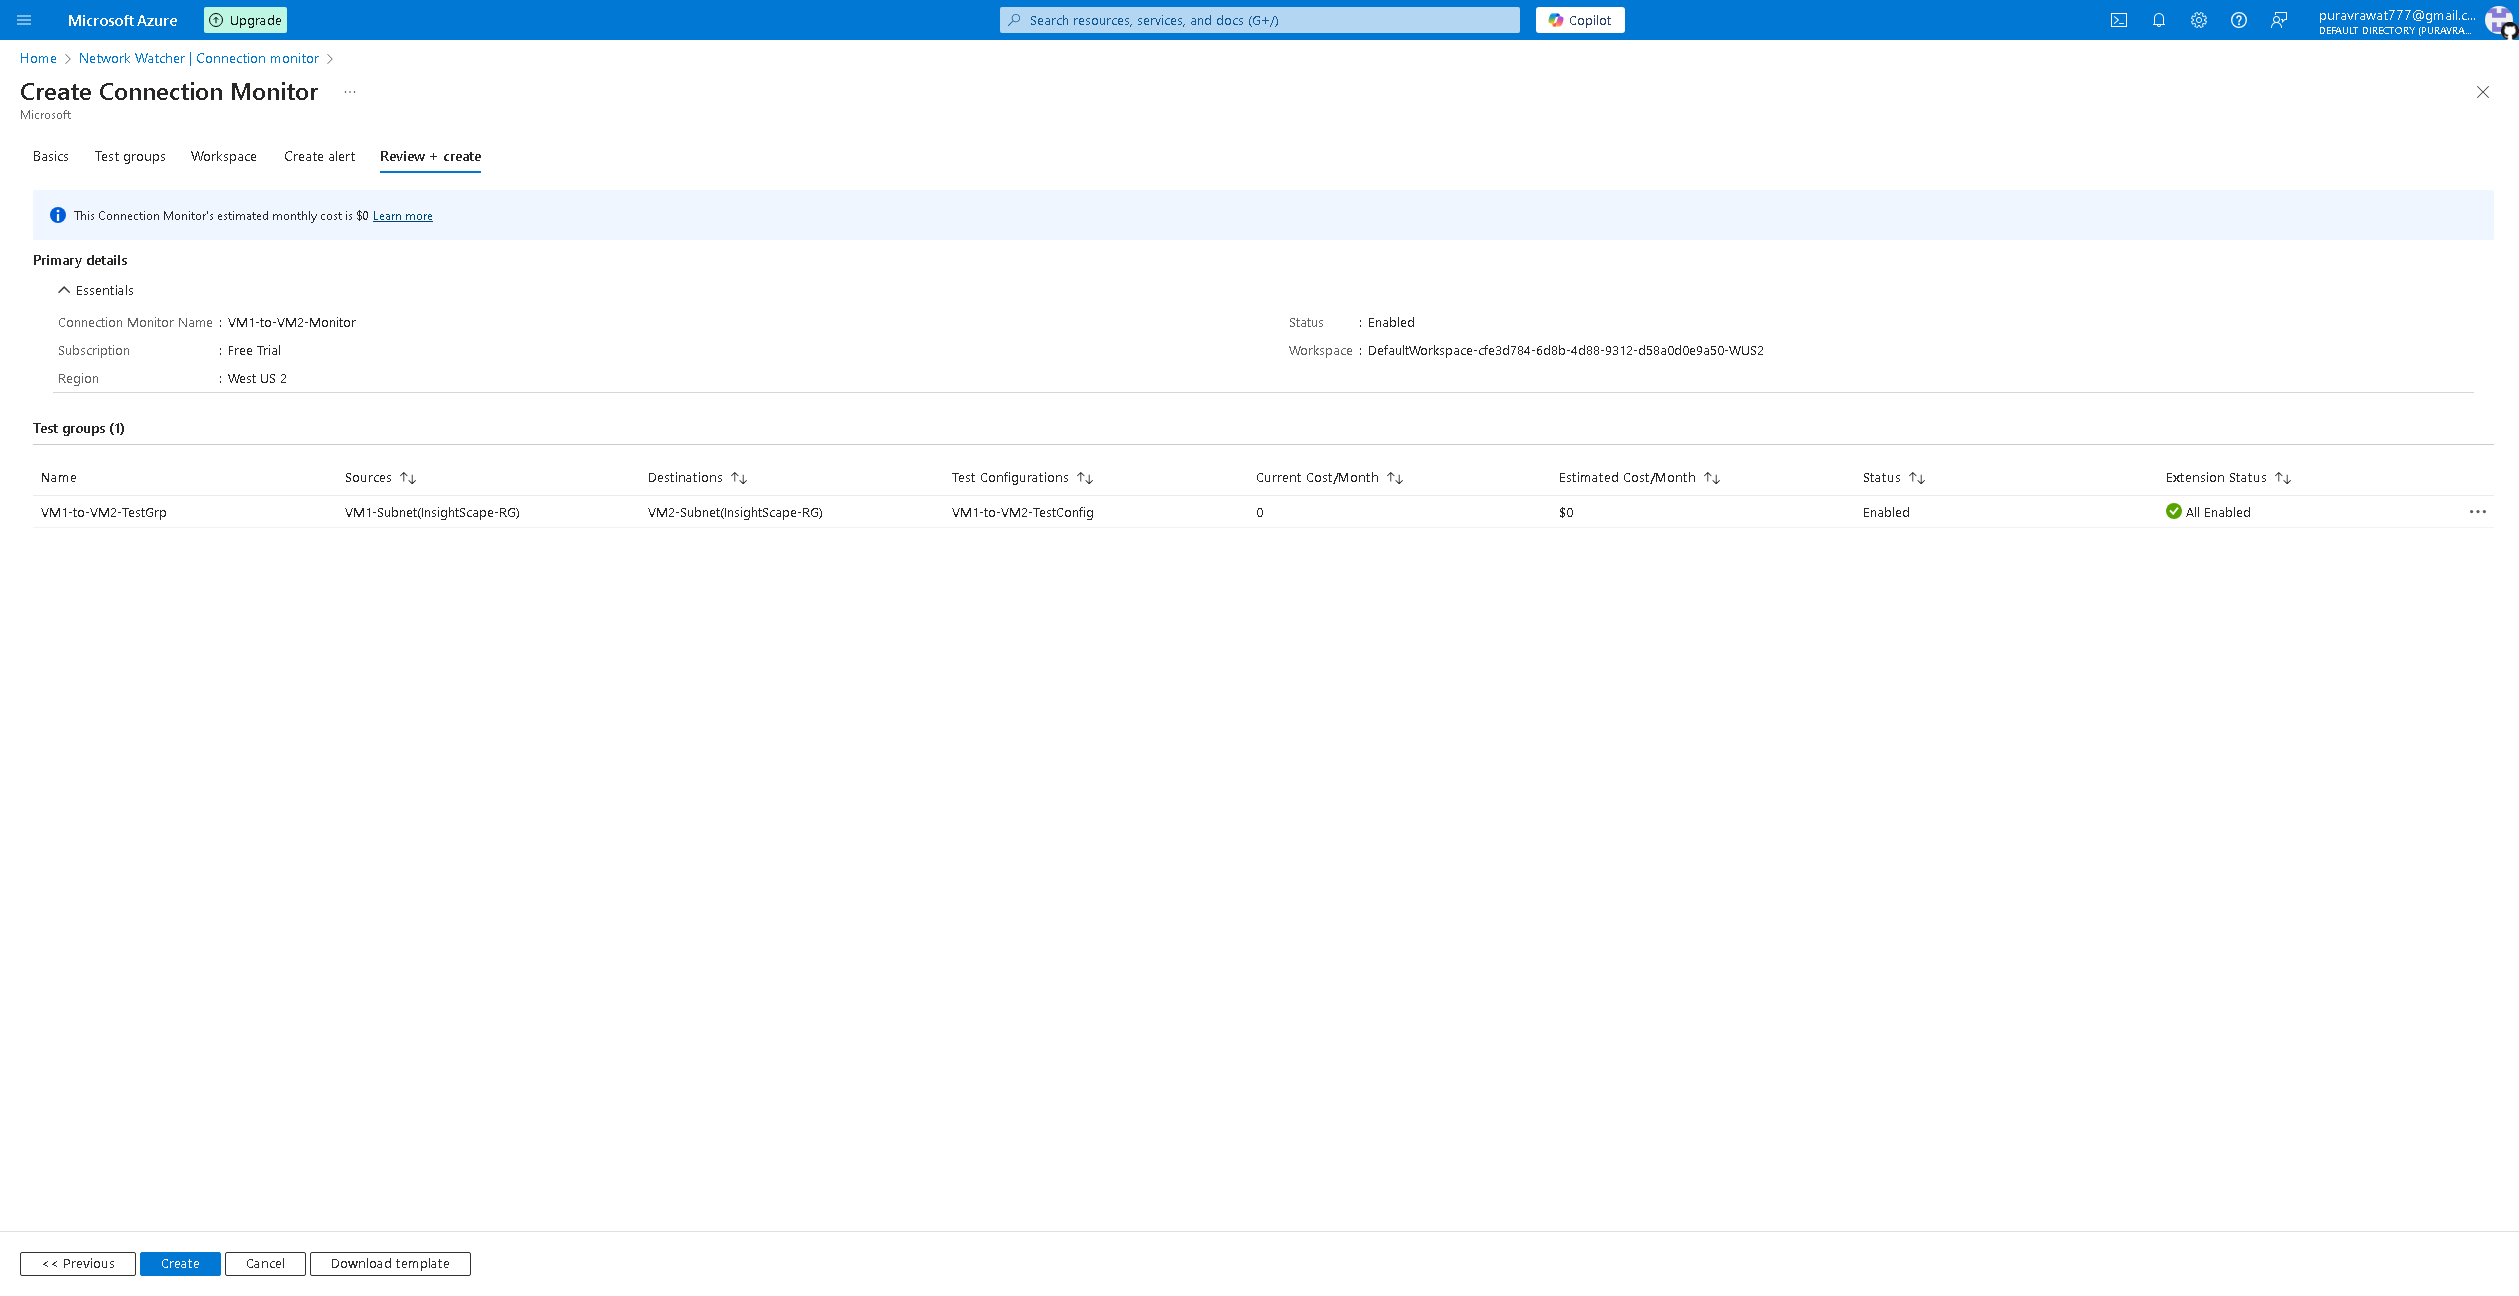 Microsoft Azure
Upgrade
Search resources, services, and docs (G+/)
Copilot
puravrawat777@gmail.c...
DEFAULT DIRECTORY (PURAVRA...
Home > Network Watcher | Connection monitor >
Create Connection Monitor ...
Microsoft
Basics Test groups Workspace Create alert Review + create
This Connection Monitor's estimated monthly cost is $0 Learn more
Primary details
Essentials
Connection Monitor Name : VM1-to-VM2-Monitor
Subscription : Free Trial
Region : West US 2
Status : Enabled
Workspace : DefaultWorkspace-cfe3d784-6d8b-4d88-9312-d58a0d0e9a50-WUS2
Test groups (1)
Name Sources Destinations Test Configurations Current Cost/Month Estimated Cost/Month Status Extension Status
VM1-to-VM2-TestGrp VM1-Subnet(InsightScape-RG) VM2-Subnet(InsightScape-RG) VM1-to-VM2-TestConfig 0 $0 Enabled All Enabled
<< Previous Create Cancel Download template